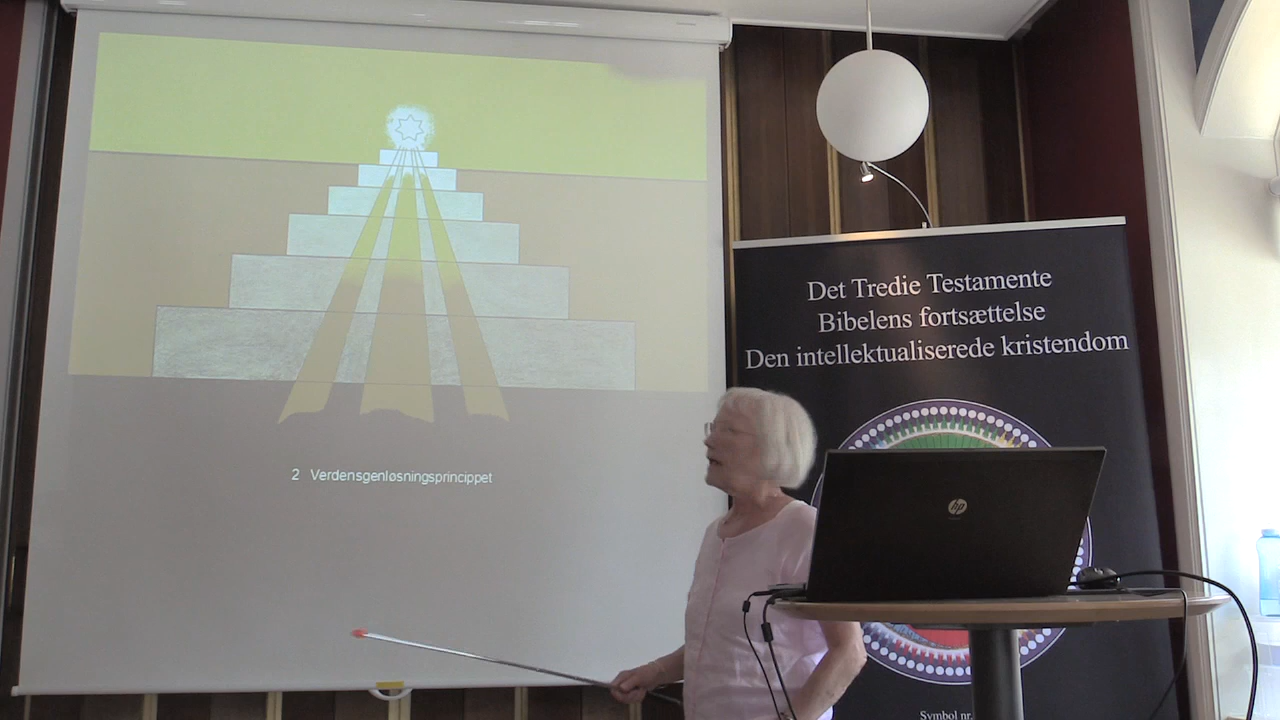 2 Verdensgenløsningsprincippet
Det Tredie Testamente
Bibelens fortsættelse
Den intellektualiserede kristendom
hp
Symbol nr.